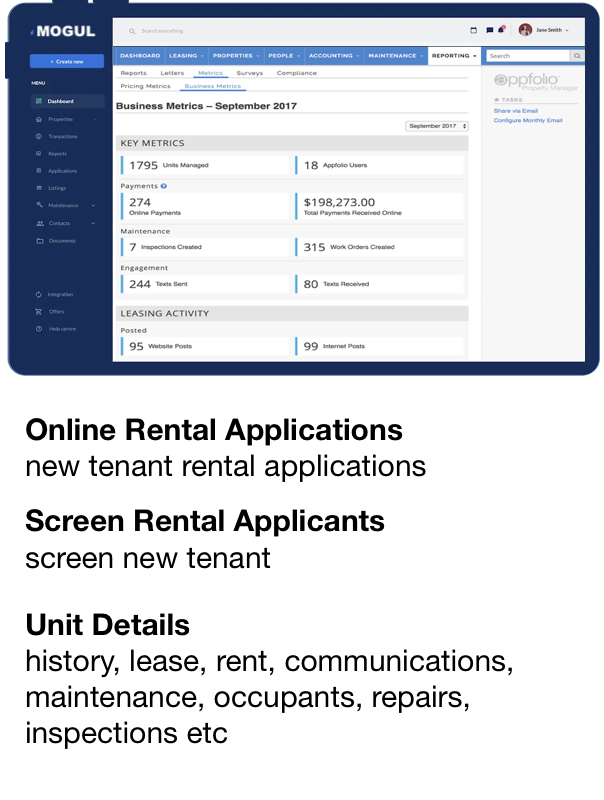 MOGUL
Search everything
Jane Smith
+ Create new
MENU
Dashboard
Properties
Transactions
Reports
Applications
Listings
Maintenance
Contacts
Documents
Integration
Offers
Help centre
DASHBOARD LEASING PROPERTIES PEOPLE ACCOUNTING MAINTENANCE REPORTING
Search
Reports Letters Metrics Surveys Compliance
Pricing Metrics Business Metrics
Business Metrics – September 2017
September 2017
KEY METRICS
1795 Units Managed
18 Appfolio Users
Payments ?
274
Online Payments
$198,273.00
Total Payments Received Online
Maintenance
7 Inspections Created
315 Work Orders Created
Engagement
244 Texts Sent
80 Texts Received
LEASING ACTIVITY
Posted
95 Website Posts
99 Internet Posts
appfolio
Property Manager
TASKS
Share via Email
Configure Monthly Email
Online Rental Applications
new tenant rental applications
Screen Rental Applicants
screen new tenant
Unit Details
history, lease, rent, communications,
maintenance, occupants, repairs,
inspections etc